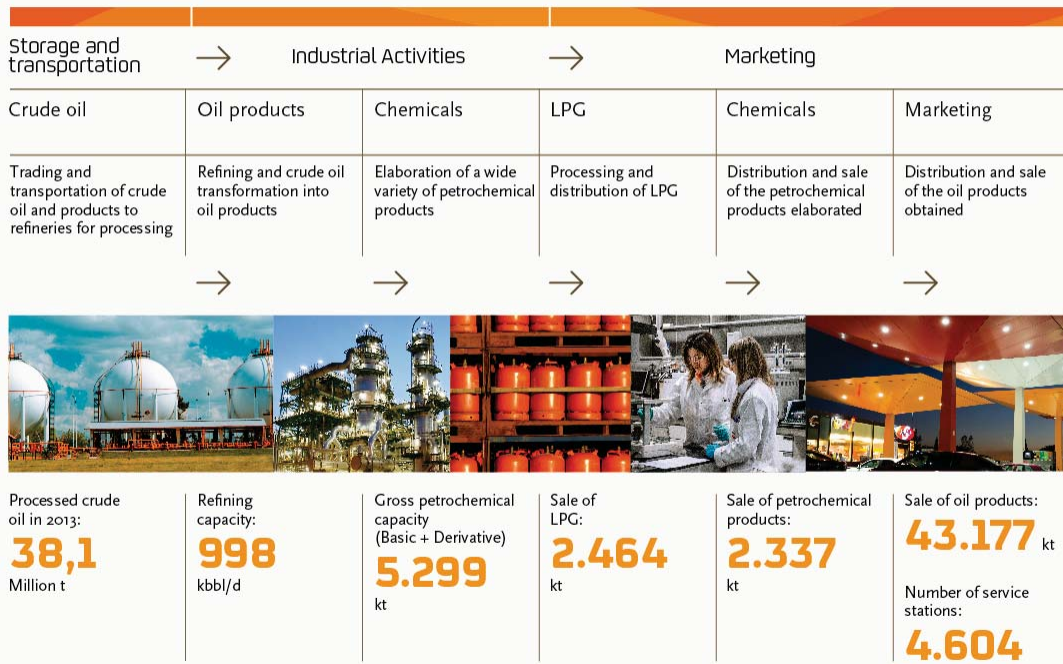 Storage and
transportation
Industrial Activities
Marketing
Crude oil
Oil products
Chemicals
LPG
Chemicals
Marketing
Trading and
transportation of crude
oil and products to
refineries for processing
Refining and crude oil
transformation into
oil products
Elaboration of a wide
variety of petrochemical
products
Processing and
distribution of LPG
Distribution and sale
of the petrochemical
products elaborated
Distribution and sale
of the oil products
obtained
Processed crude
oil in 2013:
38,1
Million t
Refining
capacity:
998
kbbl/d
Gross petrochemical
capacity
(Basic + Derivative)
5.299
kt
Sale of
LPG:
2.464
kt
Sale of petrochemical
products:
2.337
kt
Sale of oil products:
43.177 kt
Number of service
stations:
4.604